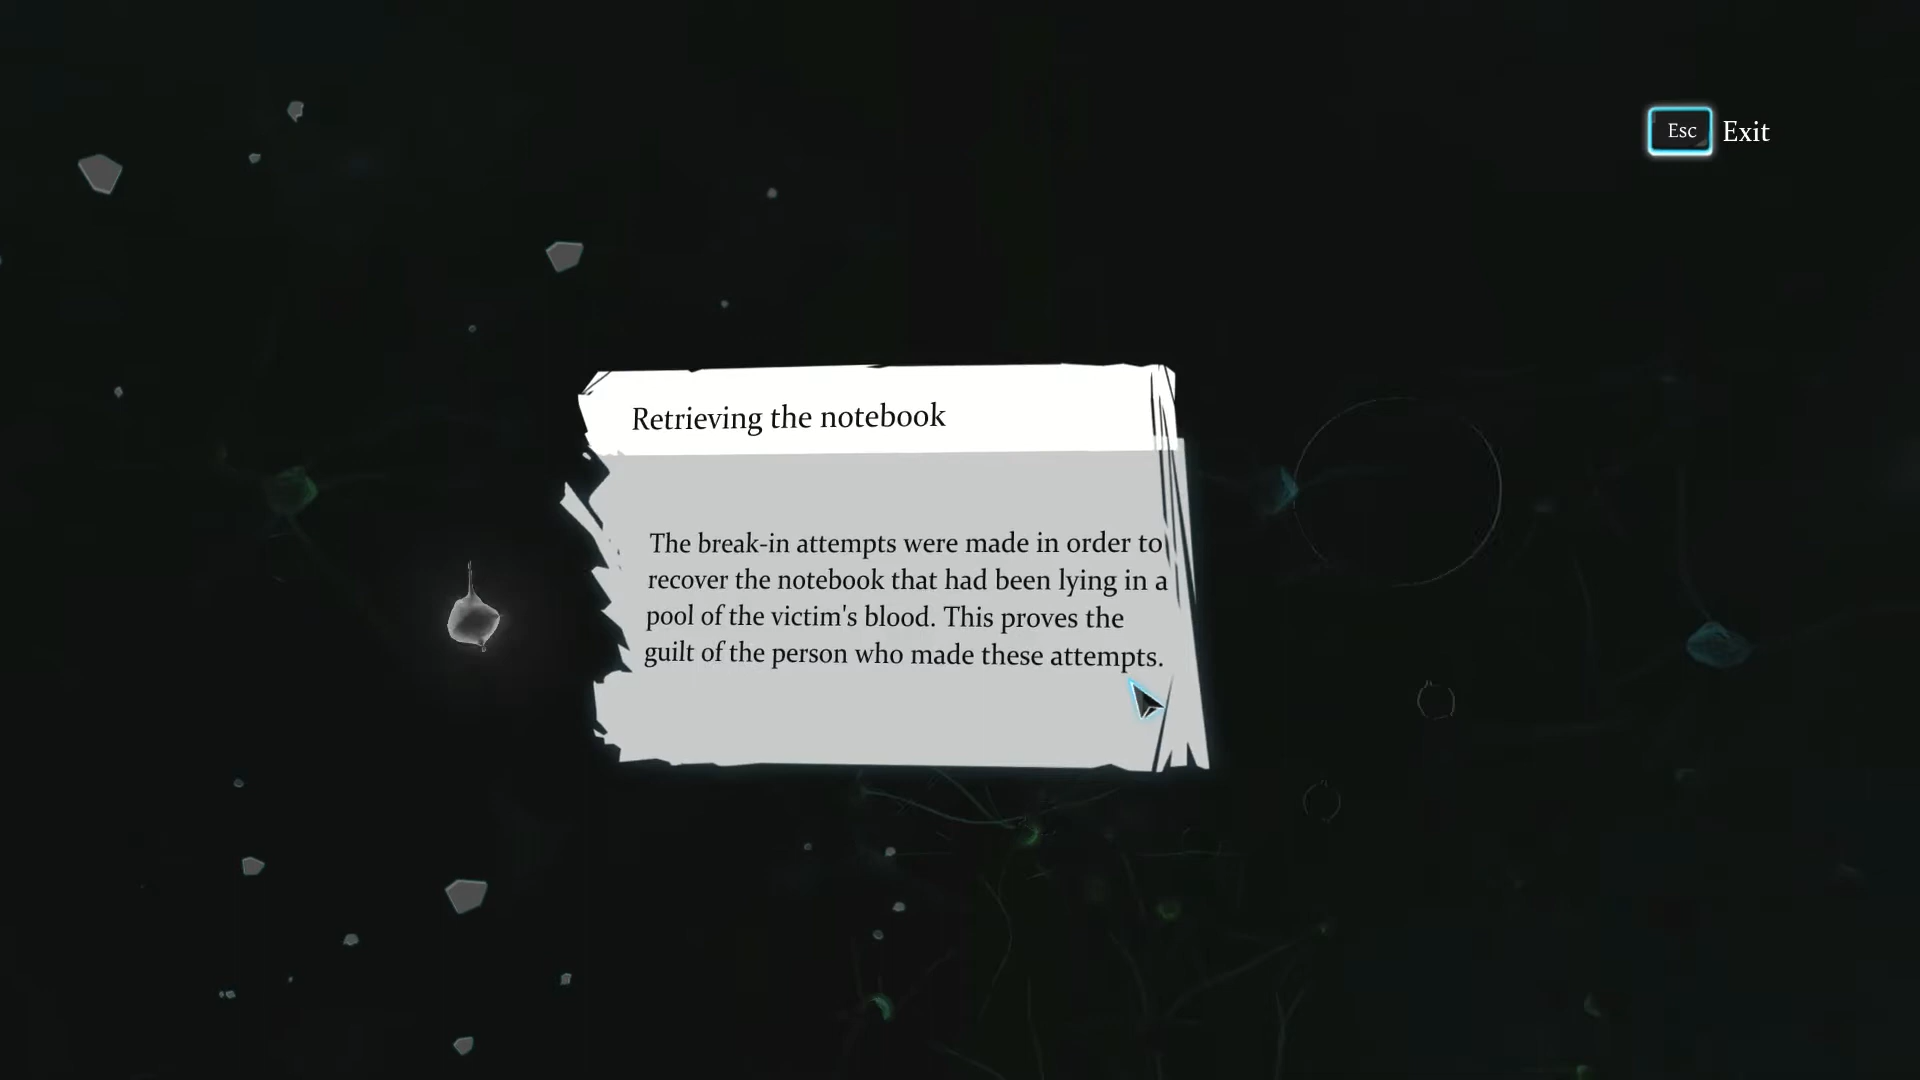 Esc Exit
Retrieving the notebook
The break-in attempts were made in order to
recover the notebook that had been lying in a
pool of the victim's blood. This proves the
guilt of the person who made these attempts.